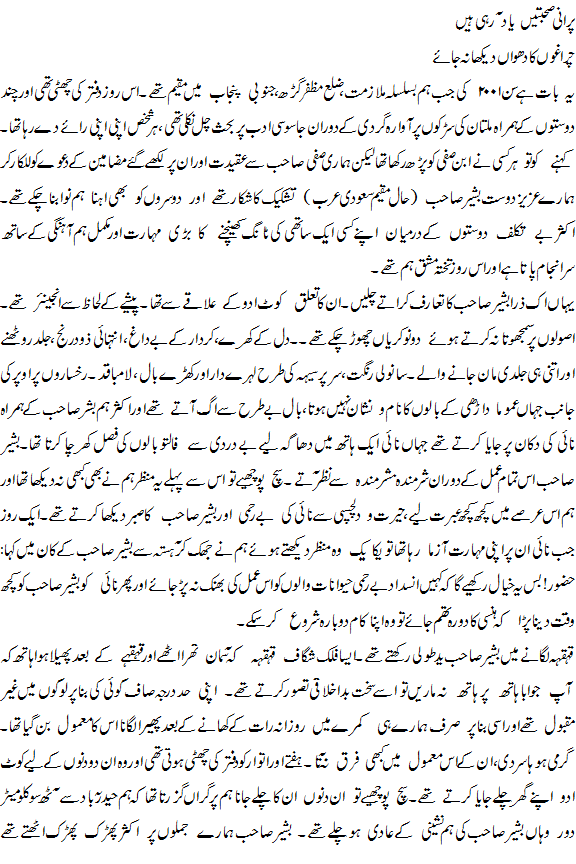 پرانی صحبتیں یاد آ رہی ہیں
چراغوں کا دھواں دیکھا نہ جائے
یہ بات ہے سن ۲۰۰۱ کی جب ہم بسلسلہ ملازمت، ضلع مظفر گڑھ، جنوبی پنجاب میں مقیم تھے۔ اس روز دفتر کی چھٹی تھی اور چند
دوستوں کے ہمراہ ملتان کی سڑکوں پر آوارہ گردی کے دوران جاسوسی ادب پر بحث چل نکلی تھی، ہر شخص اپنی اپنی رائے دے رہا تھا۔
کہنے کو تو ہر کسی نے ابن صفی کو پڑھ رکھا تھا لیکن ہماری صفی صاحب سے عقیدت اور ان پر لکھے گئے مضامین کے دعوے کو للکار کر
ہمارے عزیز دوست بشیر صاحب (حال مقیم سعودی عرب) تشکیک کا شکار تھے اور دوسروں کو بھی اپنا ہم نوا بنا چکے تھے۔
اکثر بے تکلف دوستوں کے درمیان اپنے کسی ایک ساتھی کی ٹانگ کھینچنے کا بڑی مہارت اور مکمل ہم آہنگی کے ساتھ
سرانجام پاتا ہے اور اس روز تختہ مشق ہم تھے۔
یہاں اک ذرا بشیر صاحب کا تعارف کراتے چلیں۔ ان کا تعلق کوٹ ادو کے علاقے سے تھا۔ پیشے کے لحاظ سے انجینئر تھے۔
اصولوں پر سمجھوتا نہ کرتے ہوئے دو نوکریاں چھوڑ چکے تھے۔۔ دل کے کھرے، کردار کے بے داغ، انتہائی زود رنج، جلد روٹھنے
اور اتنی ہی جلدی مان جانے والے۔ سانولی رنگت، سر پر سیہہ کی طرح لہرے دار اور کھڑے بال، لامبا قد۔ رخساروں پر اوپر کی
جانب جہاں عموما داڑھی کے بالوں کا نام و نشان نہیں ہوتا، بال بے طرح سے اگ آتے تھے اور اکثر ہم بشر صاحب کے ہمراہ
نائی کی دکان پر جایا کرتے تھے جہاں نائی ایک ہاتھ میں دھاگہ لیے بے دردی سے فالتو بالوں کی فصل کھرچا کرتا تھا۔ بشیر
صاحب اس تمام عمل کے دوران شرمندہ شرمندہ سے نظر آتے۔ سچ پوچھیے تو اس سے پہلے یہ منظر ہم نے بھی کبھی نہ دیکھا تھا اور
ہم اس عرصے میں کچھ کچھ عبرت لیے، حیرت و دلچسپی سے نائی کی بے رحمی اور بشیر صاحب کا صبر دیکھا کرتے تھے۔ ایک روز
جب نائی ان پر اپنی مہارت آزما رہا تھا تو یکایک وہ منظر دیکھتے ہوئے ہم نے جھک کر آہستہ سے بشیر صاحب کے کان میں کہا:
حضور! بس یہ خیال رکھیے گا کہ کہیں انسداد بے رحمی حیوانات والوں کو اس عمل کی بھنک نہ پڑ جائے اور پھر نائی کو بشیر صاحب کو کچھ
وقت دینا پڑا کہ ہنسی کا دورہ تھم جائے تو وہ اپنا کام دوبارہ شروع کر سکے۔
قہقہہ لگانے میں بشیر صاحب ید طولی رکھتے تھے۔ ایسا فلک شگاف قہقہہ کہ آسمان تھرا اٹھے اور قہقہے کے بعد پھیلا ہوا ہاتھ کہ
آپ جوابا ہاتھ پر ہاتھ نہ ماریں تو اسے سخت بد اخلاقی تصور کرتے تھے۔ اپنی حد درجہ صاف گوئی کی بنا پر لوگوں میں غیر
مقبول تھے اور اسی بنا پر صرف ہمارے ہی کمرے میں روزانہ رات کے کھانے کے بعد پھیرا لگانا اس کا معمول بن گیا تھا۔
گرمی ہو یا سردی، ان کے اس معمول میں کبھی فرق نہ آتا۔ ہفتے اور اتوار کو دفتر کی چھٹی ہوتی تھی اور وہ ان دو دنوں کے لیے کوٹ
ادو اپنے گھر چلے جایا کرتے تھے۔ سچ پوچھیے تو ان دنوں ان کا چلے جانا ہم پر گراں گزرتا تھا کہ ہم حیدرآباد سے آٹھ سو کلومیٹر
دور وہاں بشیر صاحب کی ہم نشینی کے عادی ہو چلے تھے۔ بشیر صاحب ہمارے جملوں پر اکثر پھڑک پھڑک اٹھتے تھے